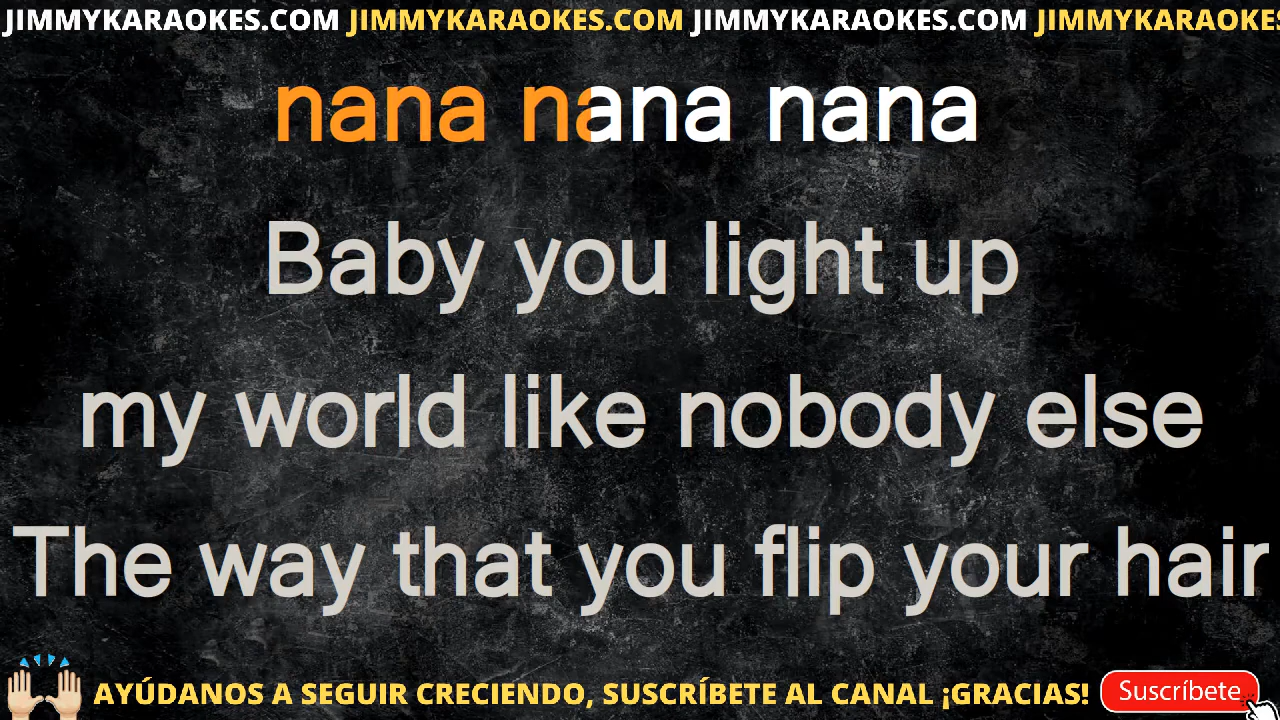 JIMMYKARAOKES.COM JIMMYKARAOKES.COM JIMMYKARAOKES.COM JIMMYKARAOKES
nana nana nana
Baby you light up
my world like nobody else
The way that you flip your hair
AYÚDANOS A SEGUIR CRECIENDO, SUSCRÍBETE AL CANAL ¡GRACIAS! Suscríbete